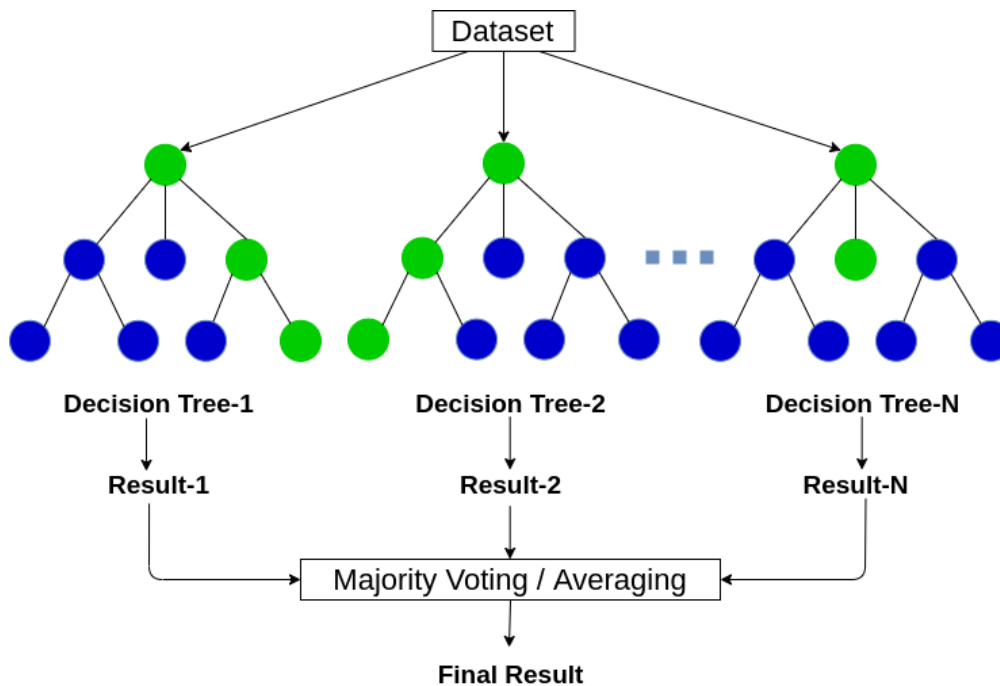 Dataset
Decision Tree-1
Decision Tree-2
Decision Tree-N
Result-1
Result-2
Result-N
Majority Voting / Averaging
Final Result